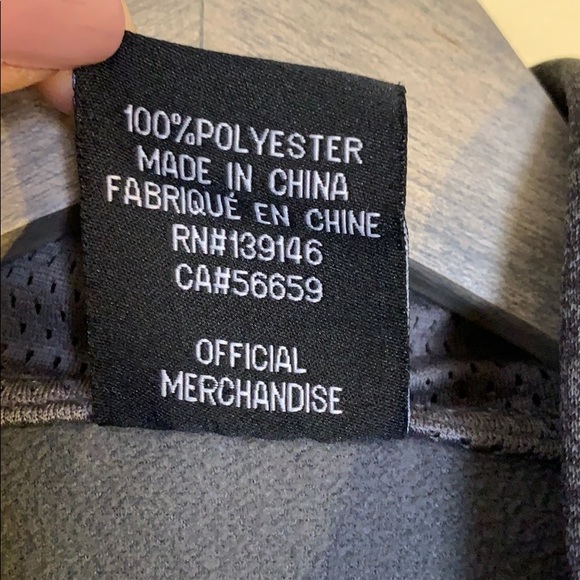 100%POLYESTER
MADE IN CHINA
FABRIQUÉ EN CHINE
RN#139146
CA#56659
OFFICIAL
MERCHANDISE